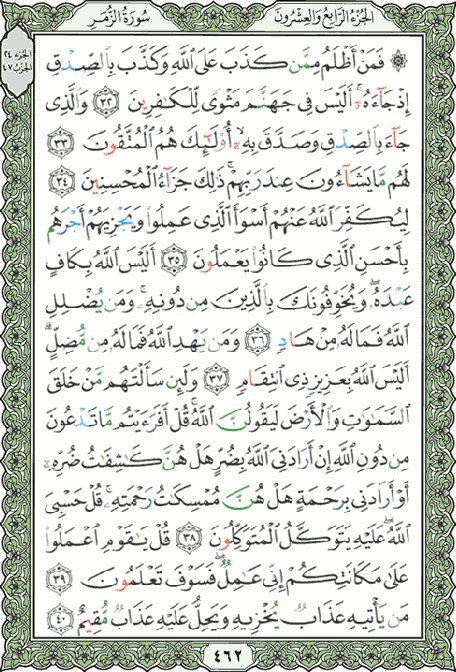 الجزء الرابع والعشرون
سورة الزمر
الجزء ٢٤
الحزب ٤٧
۞ فَمَنْ أَظْلَمُ مِمَّن كَذَبَ عَلَى ٱللَّهِ وَكَذَّبَ بِٱلصِّدْقِ
إِذْ جَآءَهُۥٓ ۚ أَلَيْسَ فِى جَهَنَّمَ مَثْوًى لِّلْكَـٰفِرِينَ ٣٢ وَٱلَّذِى
جَآءَ بِٱلصِّدْقِ وَصَدَّقَ بِهِۦٓ ۙ أُو۟لَـٰٓئِكَ هُمُ ٱلْمُتَّقُونَ ٣٣
لَهُم مَّا يَشَآءُونَ عِندَ رَبِّهِمْ ۚ ذَٰلِكَ جَزَآءُ ٱلْمُحْسِنِينَ ٣٤
لِيُكَفِّرَ ٱللَّهُ عَنْهُمْ أَسْوَأَ ٱلَّذِى عَمِلُوا۟ وَيَجْزِيَهُمْ أَجْرَهُم
بِأَحْسَنِ ٱلَّذِى كَانُوا۟ يَعْمَلُونَ ٣٥ أَلَيْسَ ٱللَّهُ بِكَافٍ
عَبْدَهُۥ ۖ وَيُخَوِّفُونَكَ بِٱلَّذِينَ مِن دُونِهِۦ ۚ وَمَن يُضْلِلِ
ٱللَّهُ فَمَا لَهُۥ مِنْ هَادٍ ٣٦ وَمَن يَهْدِ ٱللَّهُ فَمَا لَهُۥ مِن مُّضِلٍّ ۗ
أَلَيْسَ ٱللَّهُ بِعَزِيزٍ ذِى ٱنتِقَامٍ ٣٧ وَلَئِن سَأَلْتَهُم مَّنْ خَلَقَ
ٱلسَّمَـٰوَٰتِ وَٱلْأَرْضَ لَيَقُولُنَّ ٱللَّهُ ۚ قُلْ أَفَرَءَيْتُم مَّا تَدْعُونَ
مِن دُونِ ٱللَّهِ إِنْ أَرَادَنِىَ ٱللَّهُ بِضُرٍّ هَلْ هُنَّ كَـٰشِفَـٰتُ ضُرِّهِۦٓ
أَوْ أَرَادَنِى بِرَحْمَةٍ هَلْ هُنَّ مُمْسِكَـٰتُ رَحْمَتِهِۦ ۚ قُلْ حَسْبِىَ
ٱللَّهُ ۖ عَلَيْهِ يَتَوَكَّلُ ٱلْمُتَوَكِّلُونَ ٣٨ قُلْ يَـٰقَوْمِ ٱعْمَلُوا۟
عَلَىٰ مَكَانَتِكُمْ إِنِّى عَـٰمِلٌ ۖ فَسَوْفَ تَعْلَمُونَ ٣٩
مَن يَأْتِيهِ عَذَابٌ يُخْزِيهِ وَيَحِلُّ عَلَيْهِ عَذَابٌ مُّقِيمٌ ٤٠
٤٦٢